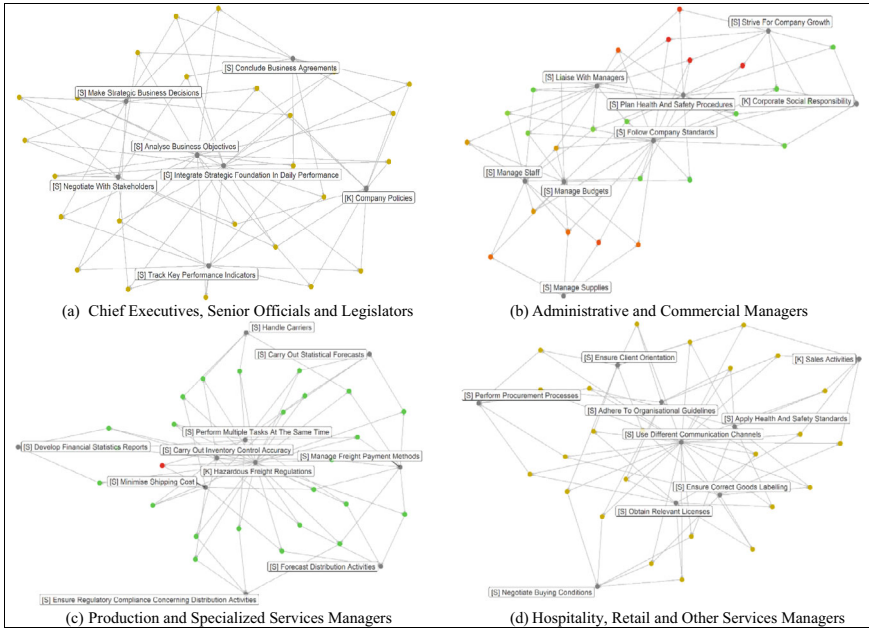 [S] Conclude Business Agreements
[S] Make Strategic Business Decisions
[S] Analyse Business Objectives
[S] Integrate Strategic Foundation In Daily Performance
[S] Negotiate With Stakeholders
[K] Company Policies
[S] Track Key Performance Indicators
(a) Chief Executives, Senior Officials and Legislators
[S] Strive For Company Growth
[S] Liaise With Managers
[S] Plan Health And Safety Procedures
[K] Corporate Social Responsibility
[S] Follow Company Standards
[S] Manage Staff
[S] Manage Budgets
[S] Manage Supplies
(b) Administrative and Commercial Managers
[S] Handle Carriers
[S] Carry Out Statistical Forecasts
[S] Perform Multiple Tasks At The Same Time
[S] Develop Financial Statistics Reports
[S] Carry Out Inventory Control Accuracy
[S] Manage Freight Payment Methods
[K] Hazardous Freight Regulations
[S] Minimise Shipping Cost
[S] Forecast Distribution Activities
[S] Ensure Regulatory Compliance Concerning Distribution Activities
(c) Production and Specialized Services Managers
[S] Ensure Client Orientation
[K] Sales Activities
[S] Perform Procurement Processes
[S] Adhere To Organisational Guidelines
[S] Apply Health And Safety Standards
[S] Use Different Communication Channels
[S] Ensure Correct Goods Labelling
[S] Obtain Relevant Licenses
[S] Negotiate Buying Conditions
(d) Hospitality, Retail and Other Services Managers